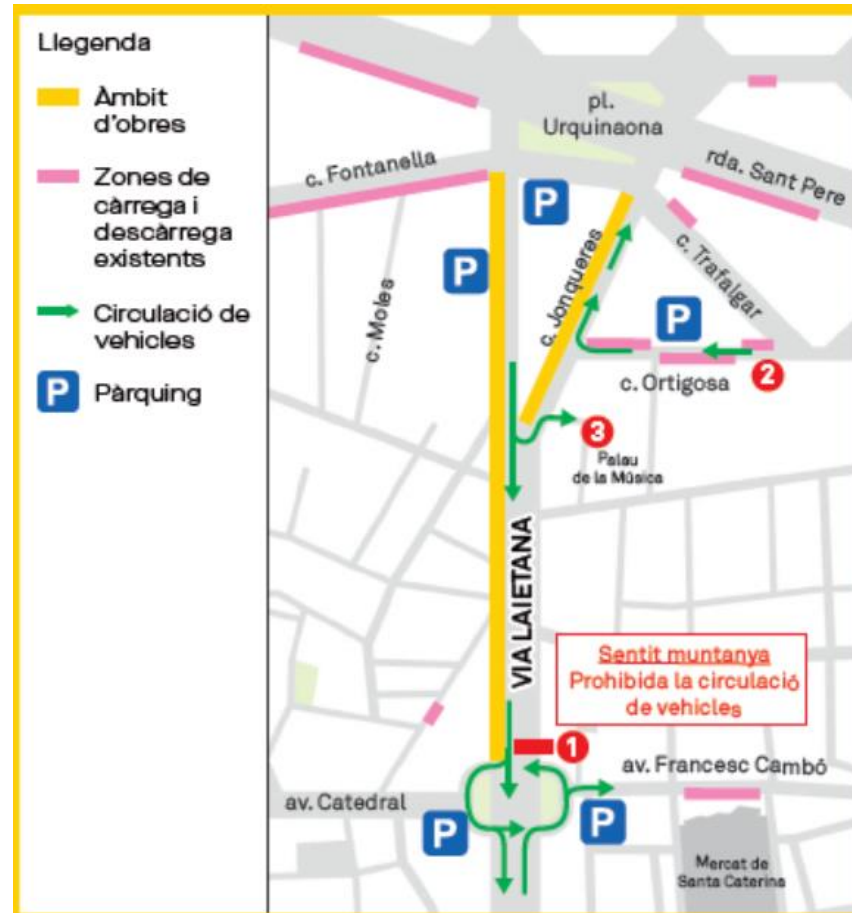 Llegenda
Àmbit
d'obres
Zones de
càrrega i
descàrrega
existents
Circulació de
vehicles
P Pàrquing
pl.
Urquinaona
c. Fontanella
rda. Sant Pere
P
P
c. Jonqueres
c. Trafalgar
c. Moles
P
c. Ortigosa
2
3
Palau
de la Música
VIA LAIETANA
Sentit muntanya
Prohibida la circulació
de vehicles
1
av. Francesc Cambó
av. Catedral
P
P
Mercat de
Santa Caterina